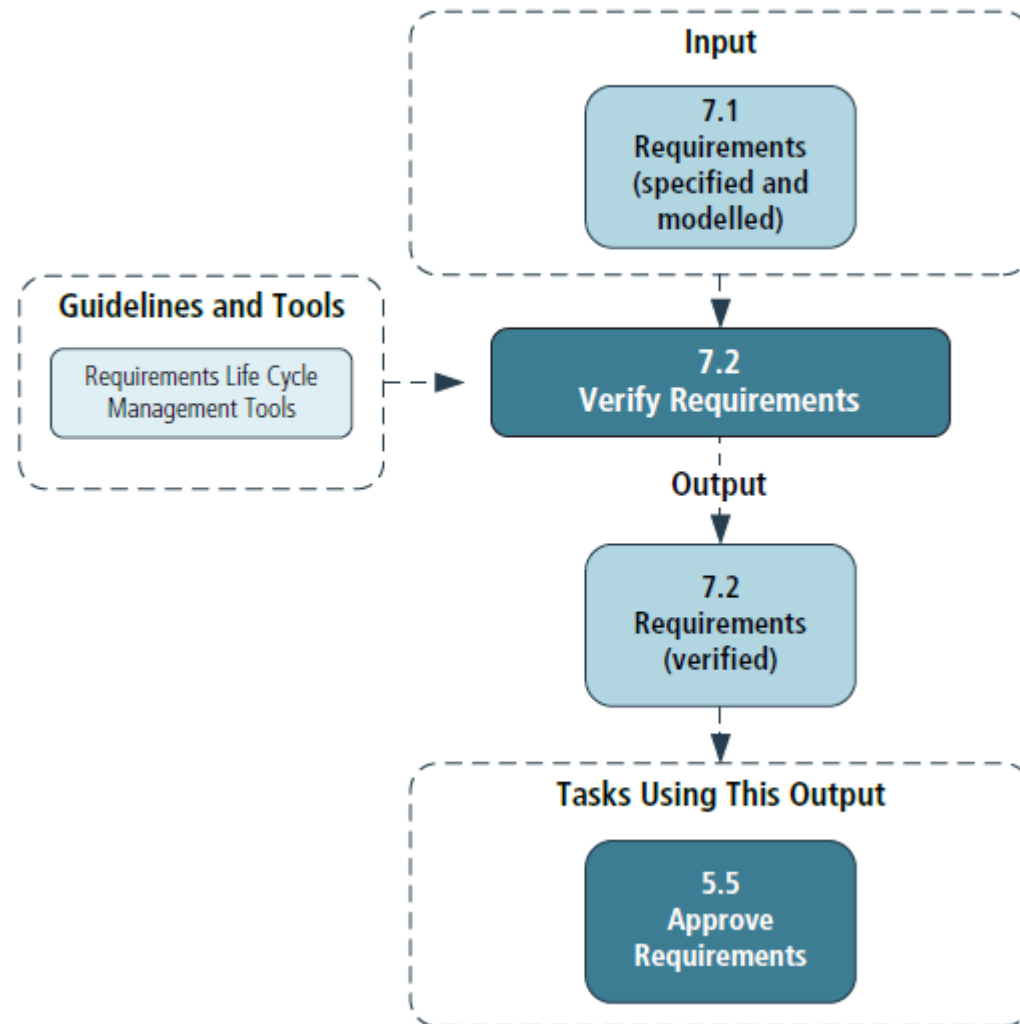 Input
7.1
Requirements
(specified and
modelled)
Guidelines and Tools
Requirements Life Cycle
Management Tools
7.2
Verify Requirements
Output
7.2
Requirements
(verified)
Tasks Using This Output
5.5
Approve
Requirements